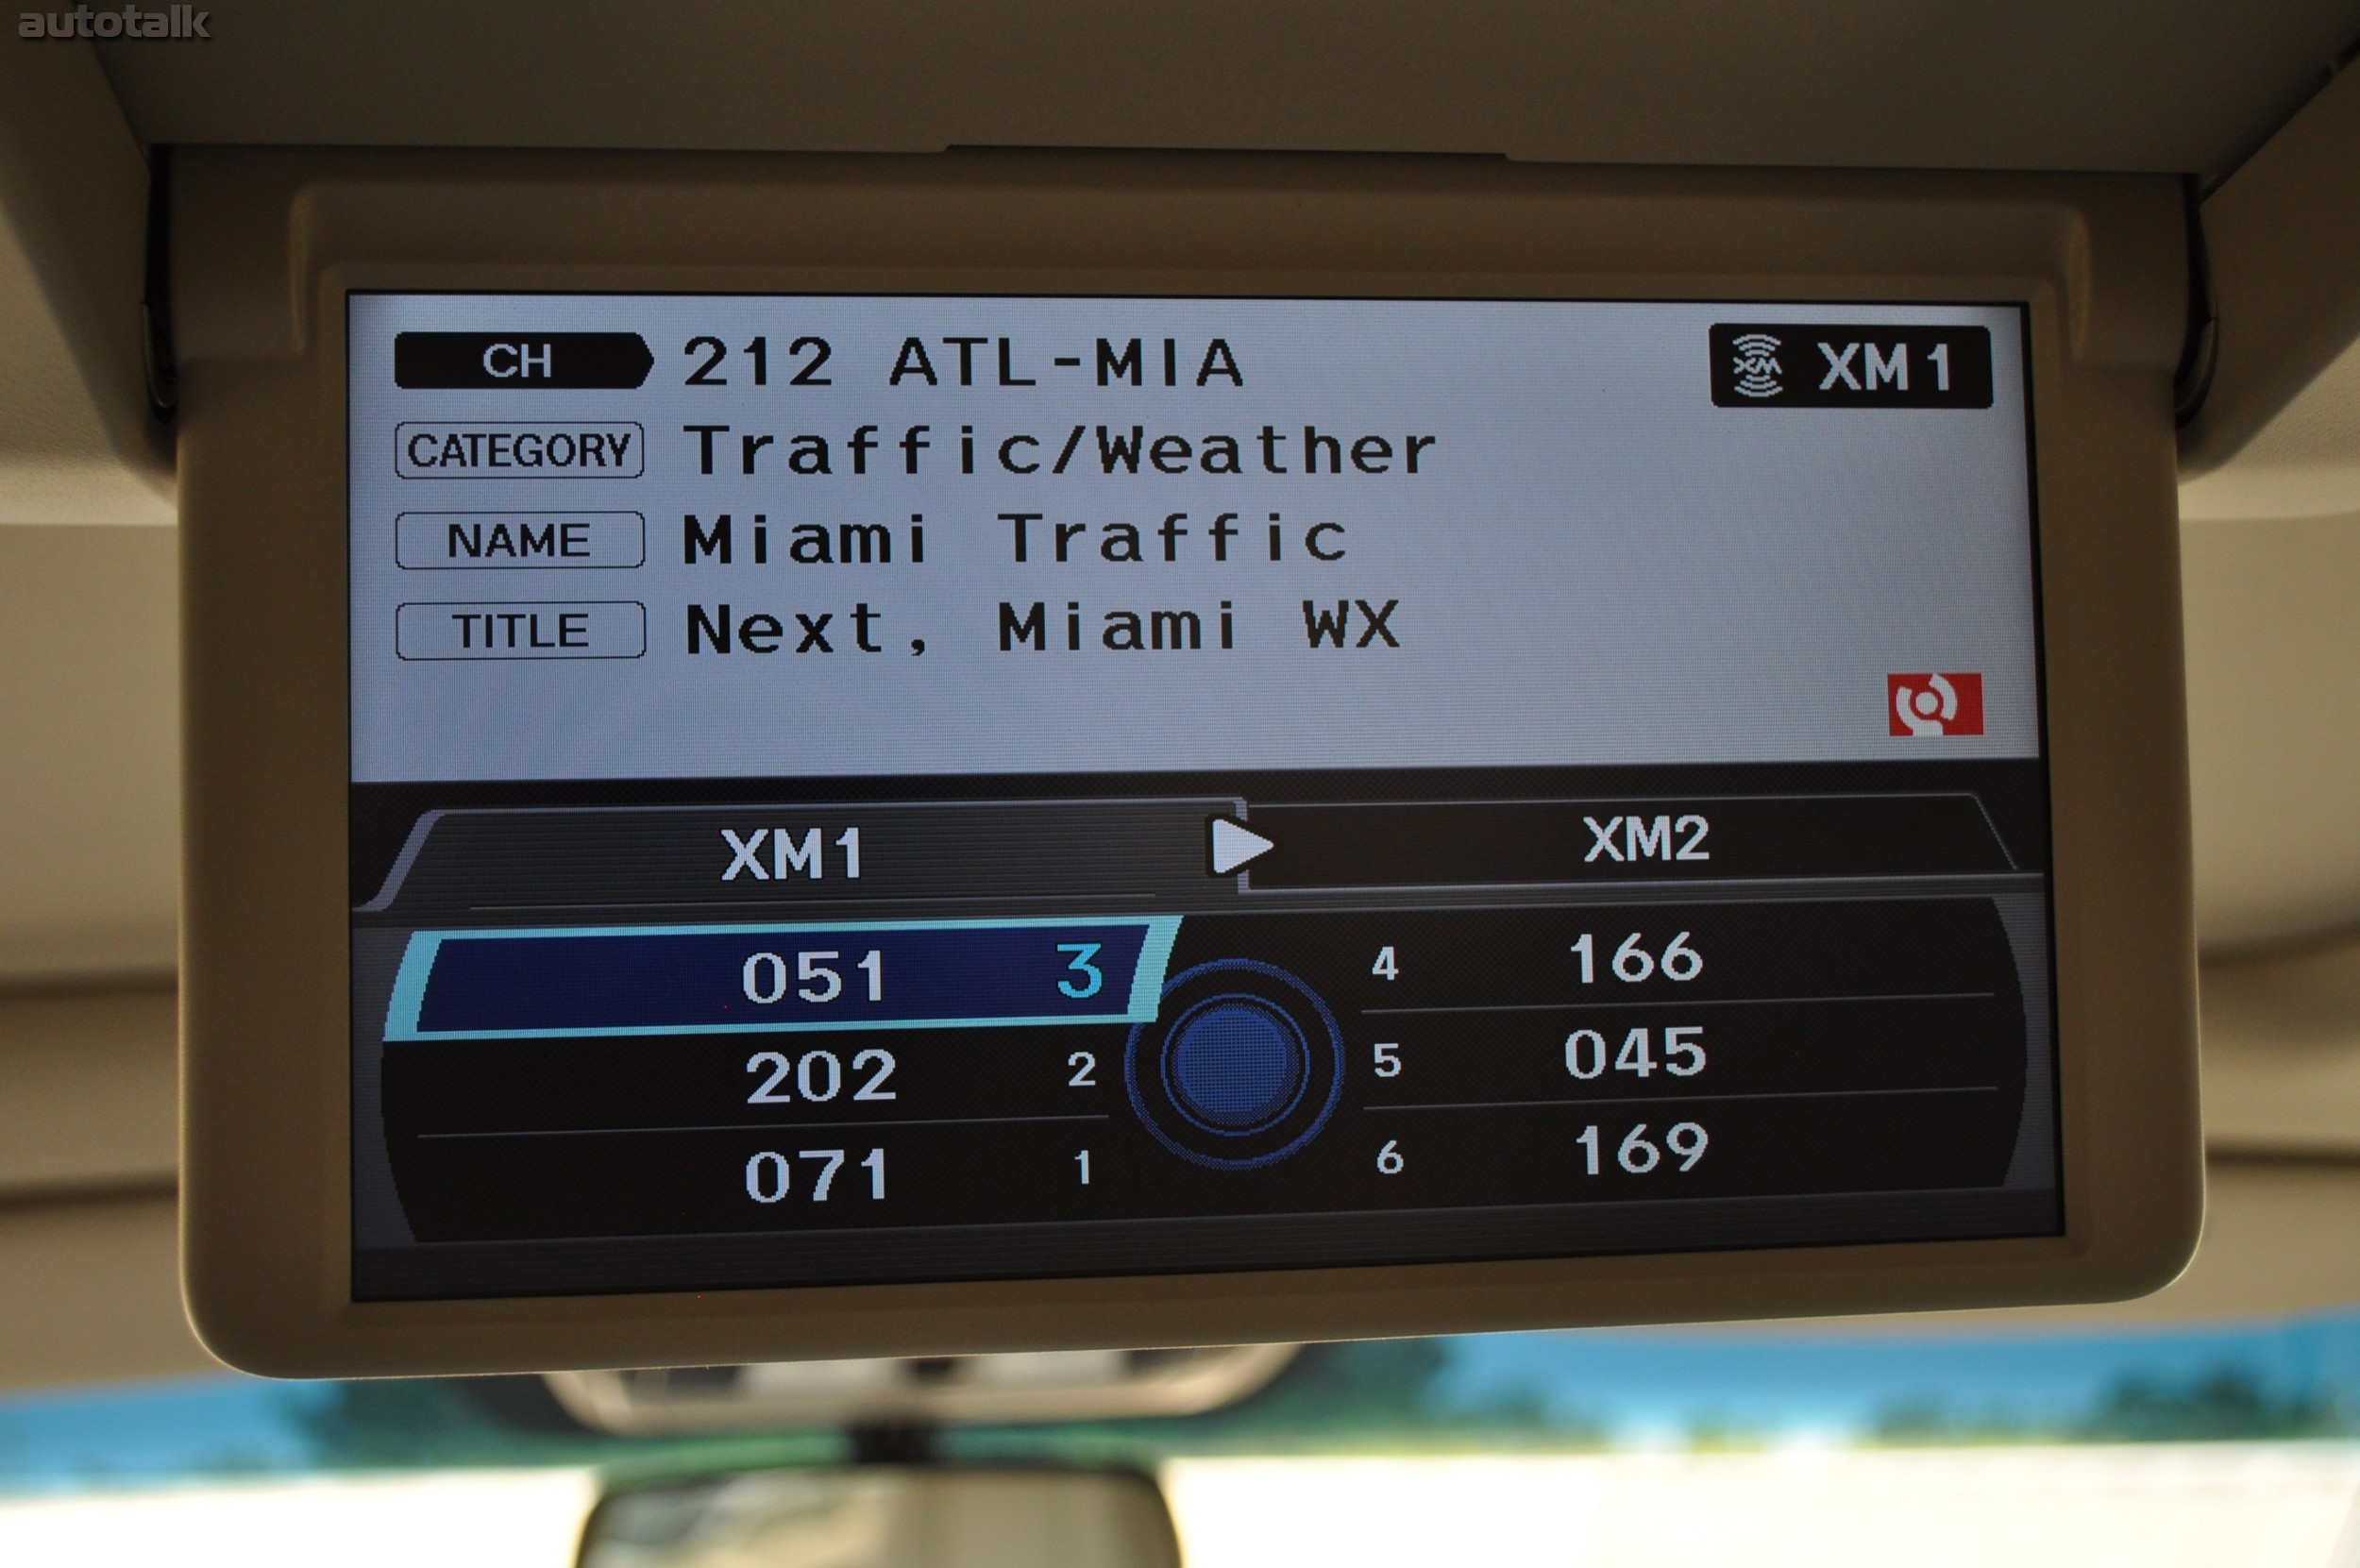 autotalk
CH 212 ATL-MIA XM XM1
CATEGORY Traffic/Weather
NAME Miami Traffic
TITLE Next, Miami WX
XM1 XM2
051 3 4 166
202 2 5 045
071 1 6 169